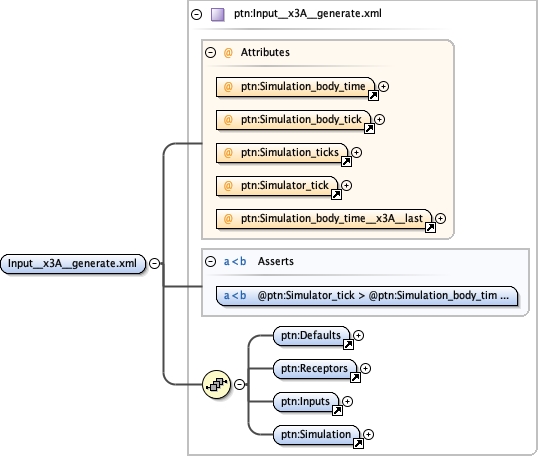 ptn:Input__x3A__generate.xml
@ Attributes
@ ptn:Simulation_body_time
@ ptn:Simulation_body_tick
@ ptn:Simulation_ticks
@ ptn:Simulator_tick
@ ptn:Simulation_body_time__x3A__last
Input__x3A__generate.xml
a<b Asserts
a<b @ptn:Simulator_tick > @ptn:Simulation_body_tim ...
ptn:Defaults
ptn:Receptors
ptn:Inputs
ptn:Simulation